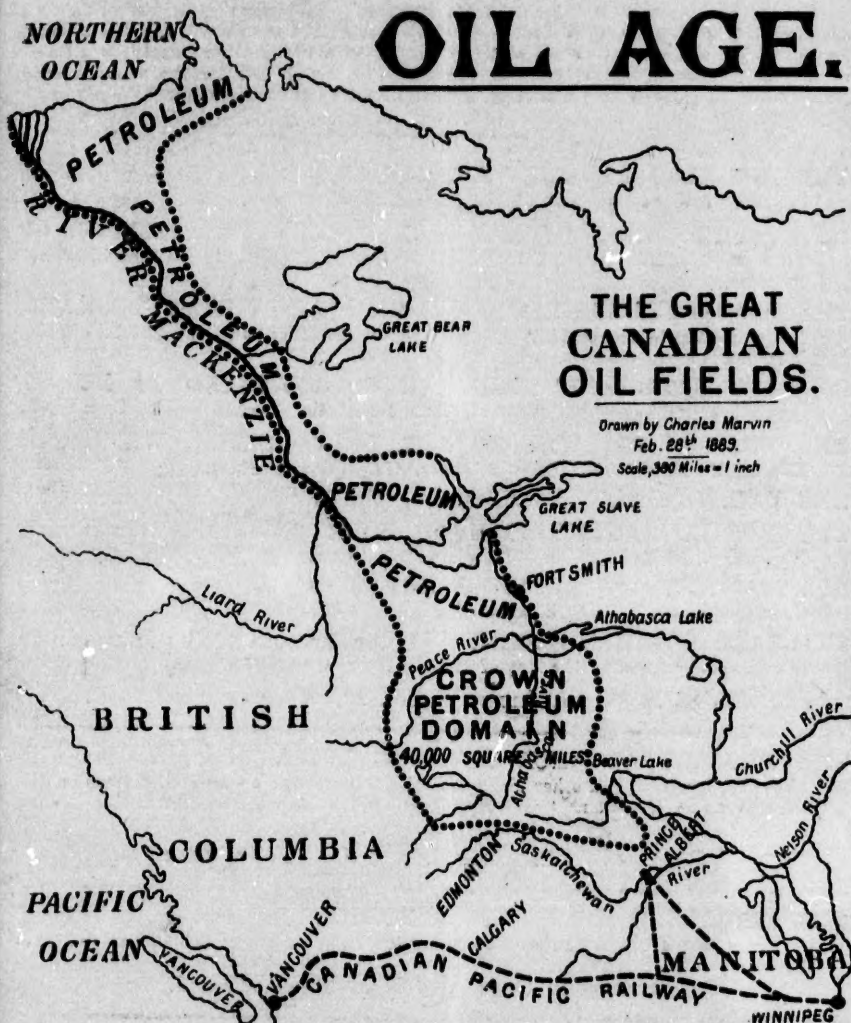 OIL AGE.
NORTHERN
OCEAN
PETROLEUM
RIVER MACKENZIE
PETROLEUM
GREAT BEAR
LAKE
THE GREAT
CANADIAN
OIL FIELDS.
Drawn by Charles Marvin
Feb. 28th 1889.
Scale, 380 Miles = 1 inch
PETROLEUM
GREAT SLAVE
LAKE
PETROLEUM
FORT SMITH
Liard River
Athabasca Lake
Peace River
CROWN
PETROLEUM
DOMAIN
40,000 SQUARE MILES
Athabasca River
Beaver Lake
Churchill River
BRITISH
COLUMBIA
Nelson River
PRINCE
ALBERT
EDMONTON
Saskatchewan River
PACIFIC
OCEAN
VANCOUVER
VANCOUVER
CALGARY
MANITOBA
CANADIAN PACIFIC RAILWAY
WINNIPEG